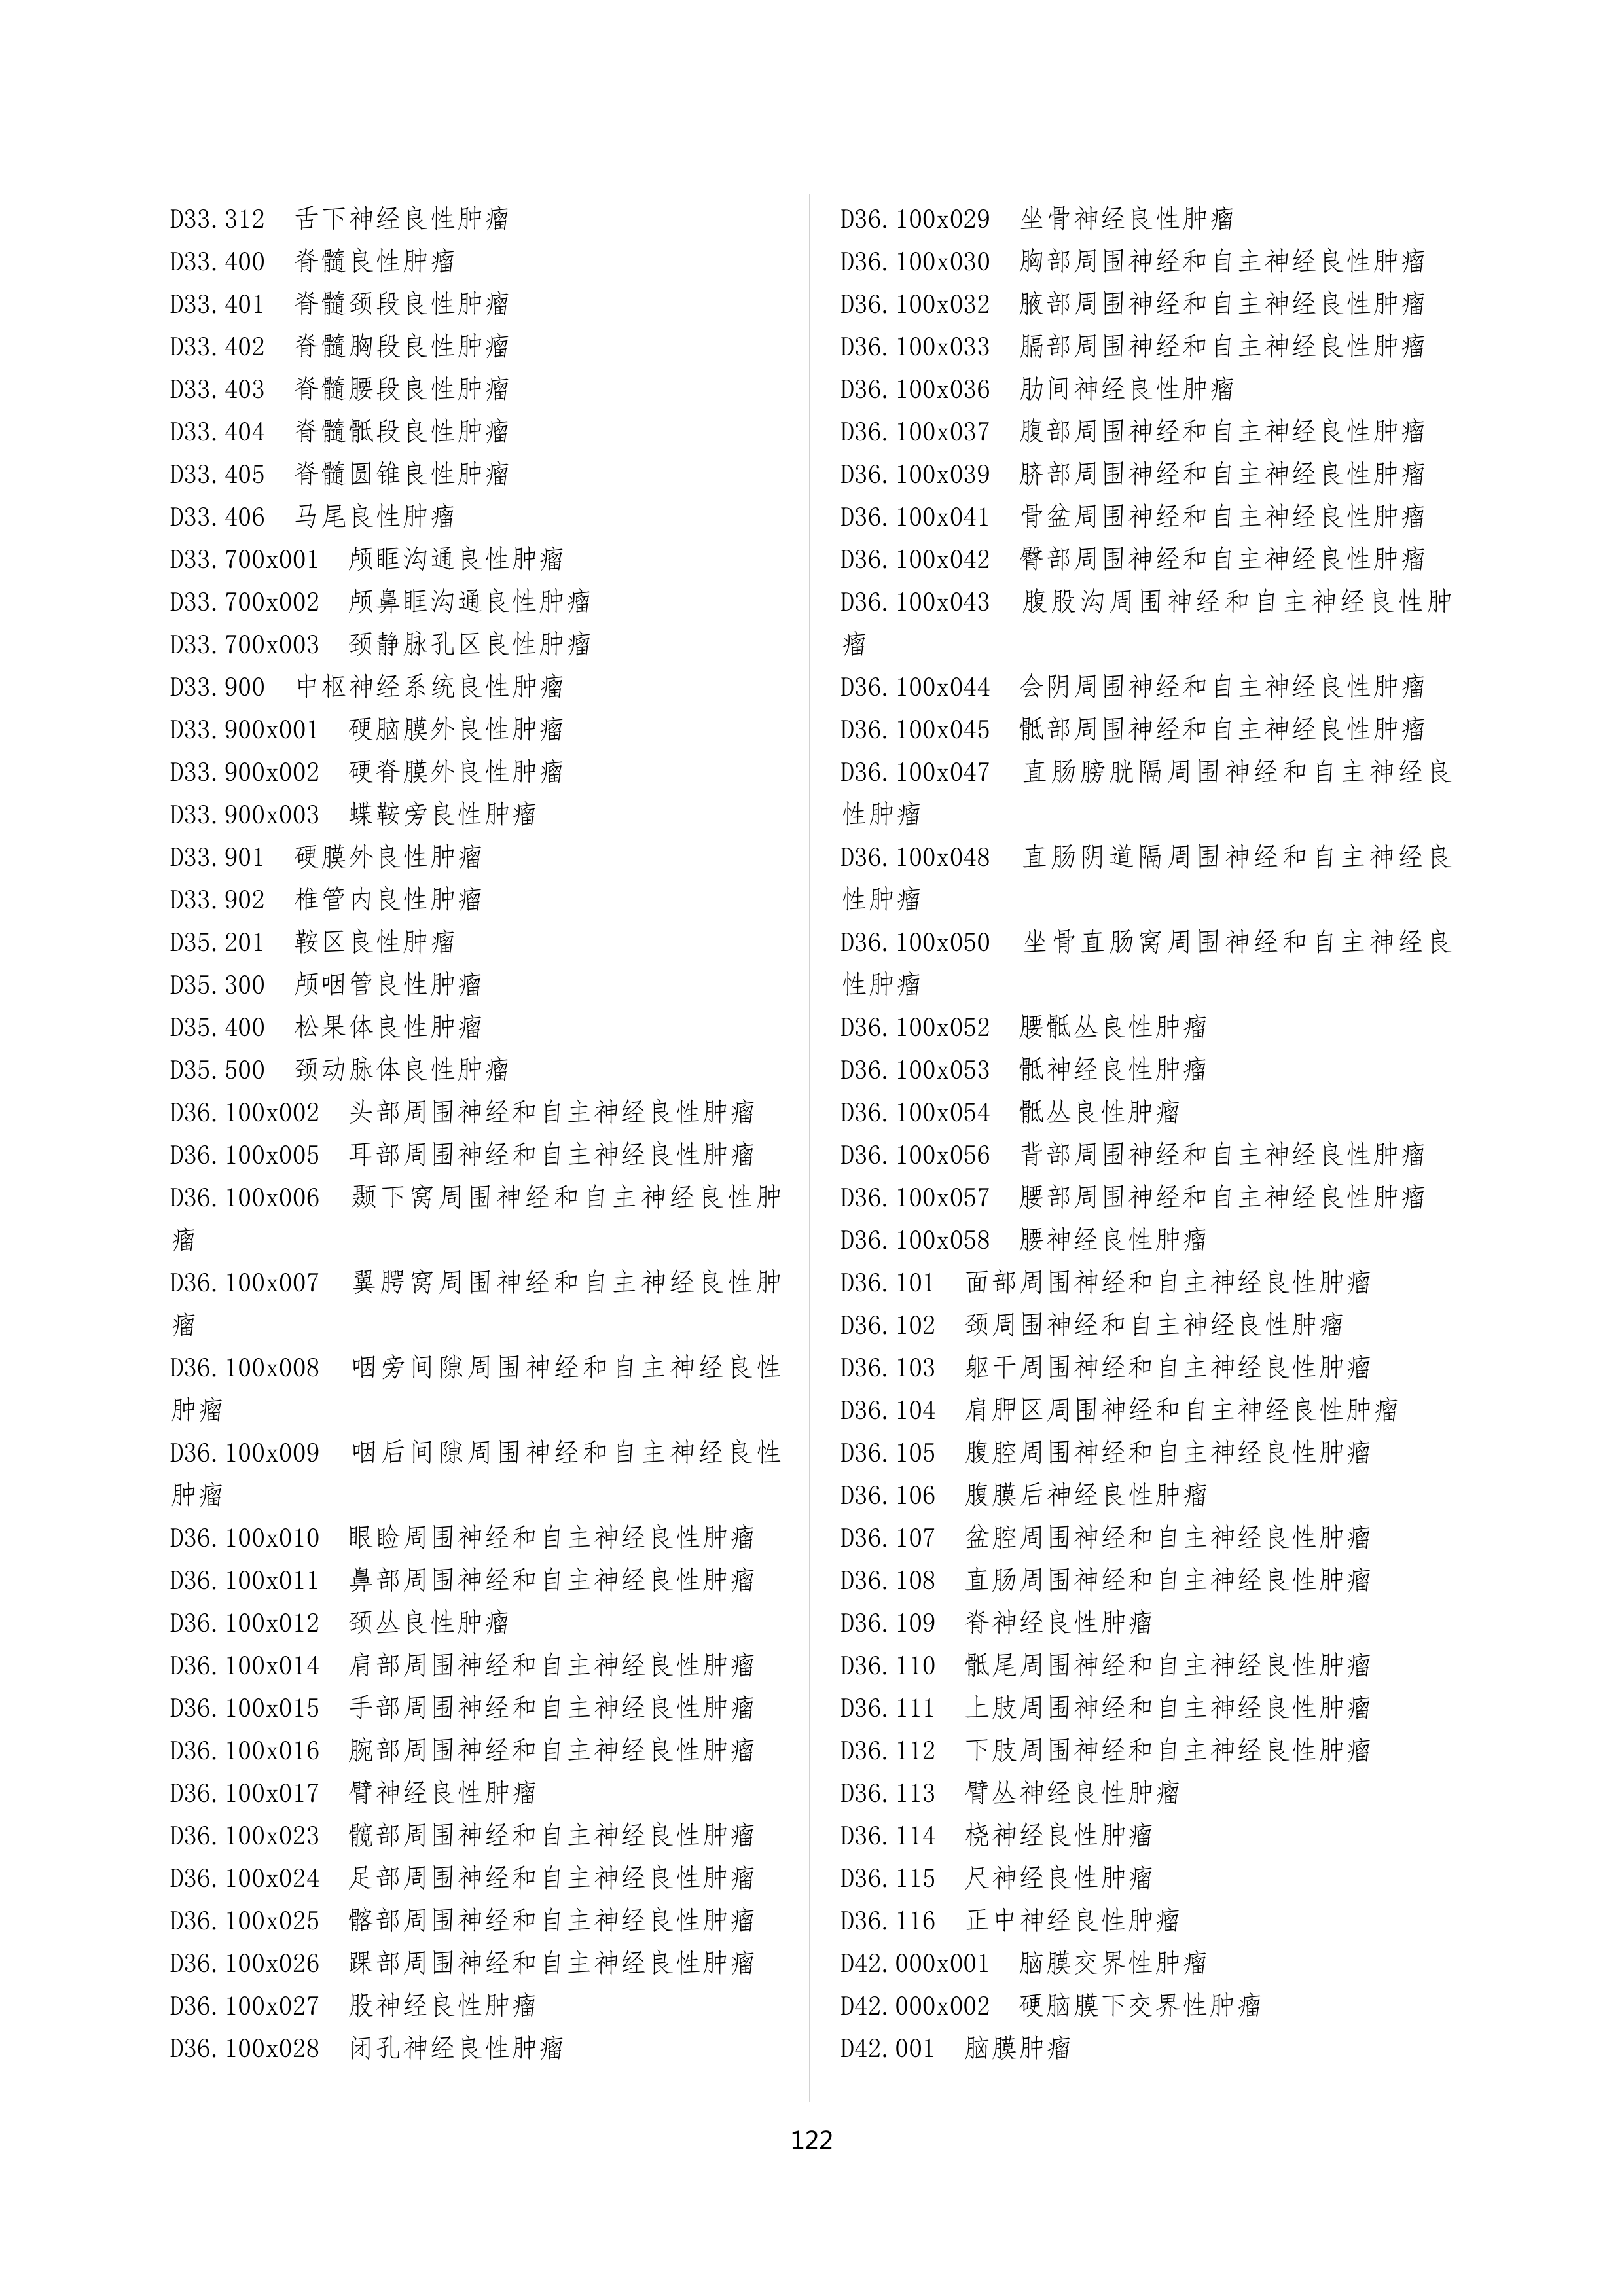 D33.312 舌下神经良性肿瘤
D33.400 脊髓良性肿瘤
D33.401 脊髓颈段良性肿瘤
D33.402 脊髓胸段良性肿瘤
D33.403 脊髓腰段良性肿瘤
D33.404 脊髓骶段良性肿瘤
D33.405 脊髓圆锥良性肿瘤
D33.406 马尾良性肿瘤
D33.700x001 颅眶沟通良性肿瘤
D33.700x002 颅鼻眶沟通良性肿瘤
D33.700x003 颈静脉孔区良性肿瘤
D33.900 中枢神经系统良性肿瘤
D33.900x001 硬脑膜外良性肿瘤
D33.900x002 硬脊膜外良性肿瘤
D33.900x003 蝶鞍旁良性肿瘤
D33.901 硬膜外良性肿瘤
D33.902 椎管内良性肿瘤
D35.201 鞍区良性肿瘤
D35.300 颅咽管良性肿瘤
D35.400 松果体良性肿瘤
D35.500 颈动脉体良性肿瘤
D36.100x002 头部周围神经和自主神经良性肿瘤
D36.100x005 耳部周围神经和自主神经良性肿瘤
D36.100x006 颞下窝周围神经和自主神经良性肿
瘤
D36.100x007 翼腭窝周围神经和自主神经良性肿
瘤
D36.100x008 咽旁间隙周围神经和自主神经良性
肿瘤
D36.100x009 咽后间隙周围神经和自主神经良性
肿瘤
D36.100x010 眼睑周围神经和自主神经良性肿瘤
D36.100x011 鼻部周围神经和自主神经良性肿瘤
D36.100x012 颈丛良性肿瘤
D36.100x014 肩部周围神经和自主神经良性肿瘤
D36.100x015 手部周围神经和自主神经良性肿瘤
D36.100x016 腕部周围神经和自主神经良性肿瘤
D36.100x017 臂神经良性肿瘤
D36.100x023 髋部周围神经和自主神经良性肿瘤
D36.100x024 足部周围神经和自主神经良性肿瘤
D36.100x025 髂部周围神经和自主神经良性肿瘤
D36.100x026 踝部周围神经和自主神经良性肿瘤
D36.100x027 股神经良性肿瘤
D36.100x028 闭孔神经良性肿瘤
D36.100x029 坐骨神经良性肿瘤
D36.100x030 胸部周围神经和自主神经良性肿瘤
D36.100x032 腋部周围神经和自主神经良性肿瘤
D36.100x033 膈部周围神经和自主神经良性肿瘤
D36.100x036 肋间神经良性肿瘤
D36.100x037 腹部周围神经和自主神经良性肿瘤
D36.100x039 脐部周围神经和自主神经良性肿瘤
D36.100x041 骨盆周围神经和自主神经良性肿瘤
D36.100x042 臀部周围神经和自主神经良性肿瘤
D36.100x043 腹股沟周围神经和自主神经良性肿
瘤
D36.100x044 会阴周围神经和自主神经良性肿瘤
D36.100x045 骶部周围神经和自主神经良性肿瘤
D36.100x047 直肠膀胱隔周围神经和自主神经良
性肿瘤
D36.100x048 直肠阴道隔周围神经和自主神经良
性肿瘤
D36.100x050 坐骨直肠窝周围神经和自主神经良
性肿瘤
D36.100x052 腰骶丛良性肿瘤
D36.100x053 骶神经良性肿瘤
D36.100x054 骶丛良性肿瘤
D36.100x056 背部周围神经和自主神经良性肿瘤
D36.100x057 腰部周围神经和自主神经良性肿瘤
D36.100x058 腰神经良性肿瘤
D36.101 面部周围神经和自主神经良性肿瘤
D36.102 颈周围神经和自主神经良性肿瘤
D36.103 躯干周围神经和自主神经良性肿瘤
D36.104 肩胛区周围神经和自主神经良性肿瘤
D36.105 腹腔周围神经和自主神经良性肿瘤
D36.106 腹膜后神经良性肿瘤
D36.107 盆腔周围神经和自主神经良性肿瘤
D36.108 直肠周围神经和自主神经良性肿瘤
D36.109 脊神经良性肿瘤
D36.110 骶尾周围神经和自主神经良性肿瘤
D36.111 上肢周围神经和自主神经良性肿瘤
D36.112 下肢周围神经和自主神经良性肿瘤
D36.113 臂丛神经良性肿瘤
D36.114 桡神经良性肿瘤
D36.115 尺神经良性肿瘤
D36.116 正中神经良性肿瘤
D42.000x001 脑膜交界性肿瘤
D42.000x002 硬脑膜下交界性肿瘤
D42.001 脑膜肿瘤
122